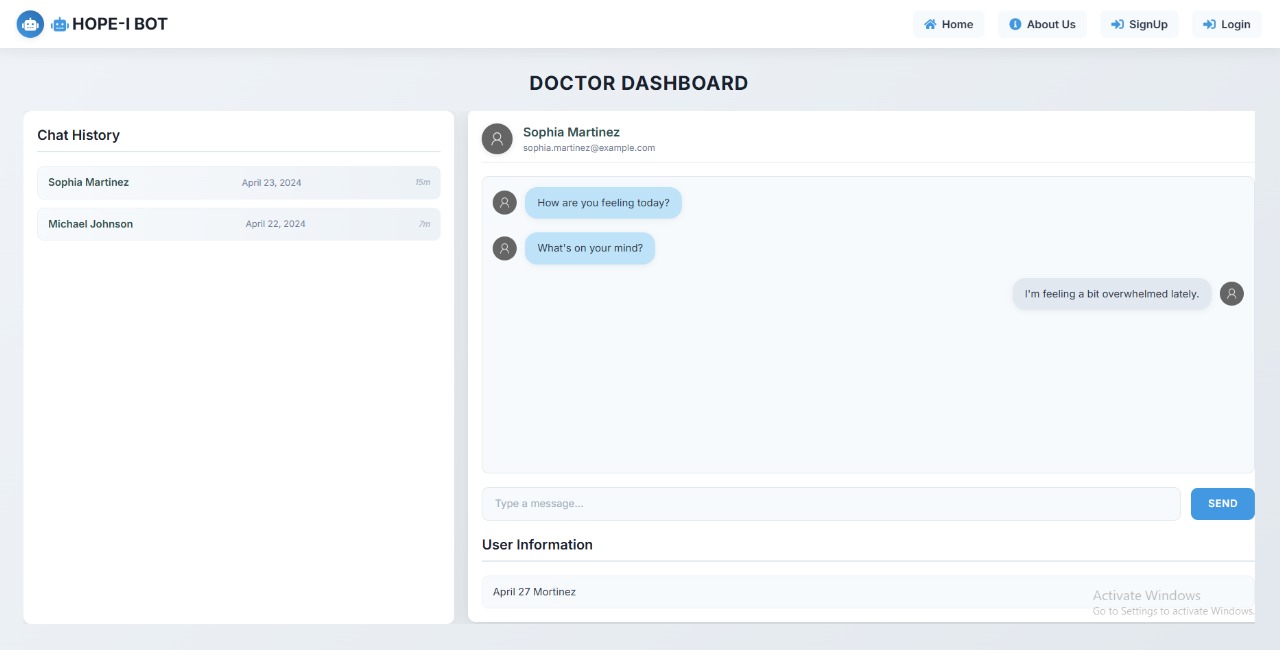 HOPE-I BOT
Home
About Us
SignUp
Login
DOCTOR DASHBOARD
Chat History
Sophia Martinez April 23, 2024 15m
Michael Johnson April 22, 2024 7m
Sophia Martinez
sophia.martinez@example.com
How are you feeling today?
What's on your mind?
I'm feeling a bit overwhelmed lately.
Type a message...
SEND
User Information
April 27 Mortinez
Activate Windows
Go to Settings to activate Windows.